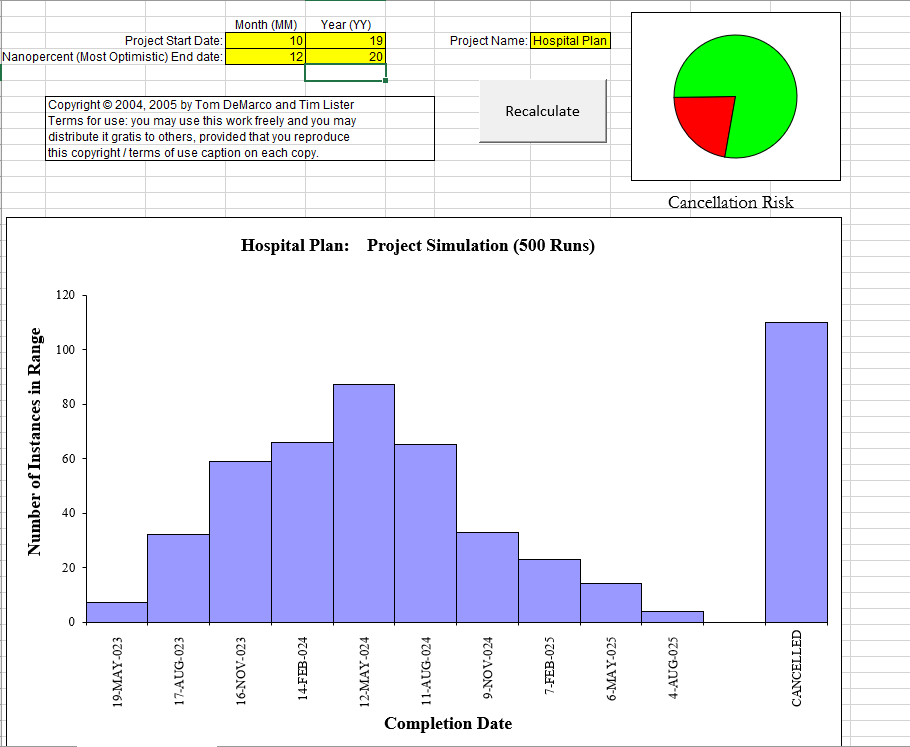 Month (MM) Year (YY)
Project Start Date: 10 19 Project Name: Hospital Plan
Nanopercent (Most Optimistic) End date: 12 20
Copyright © 2004, 2005 by Tom DeMarco and Tim Lister
Terms for use: you may use this work freely and you may
distribute it gratis to others, provided that you reproduce
this copyright / terms of use caption on each copy.
Recalculate
Cancellation Risk
Hospital Plan: Project Simulation (500 Runs)
Number of Instances in Range
120
100
80
60
40
20
0
19-MAY-023
17-AUG-023
16-NOV-023
14-FEB-024
12-MAY-024
11-AUG-024
9-NOV-024
7-FEB-025
6-MAY-025
4-AUG-025
CANCELLED
Completion Date